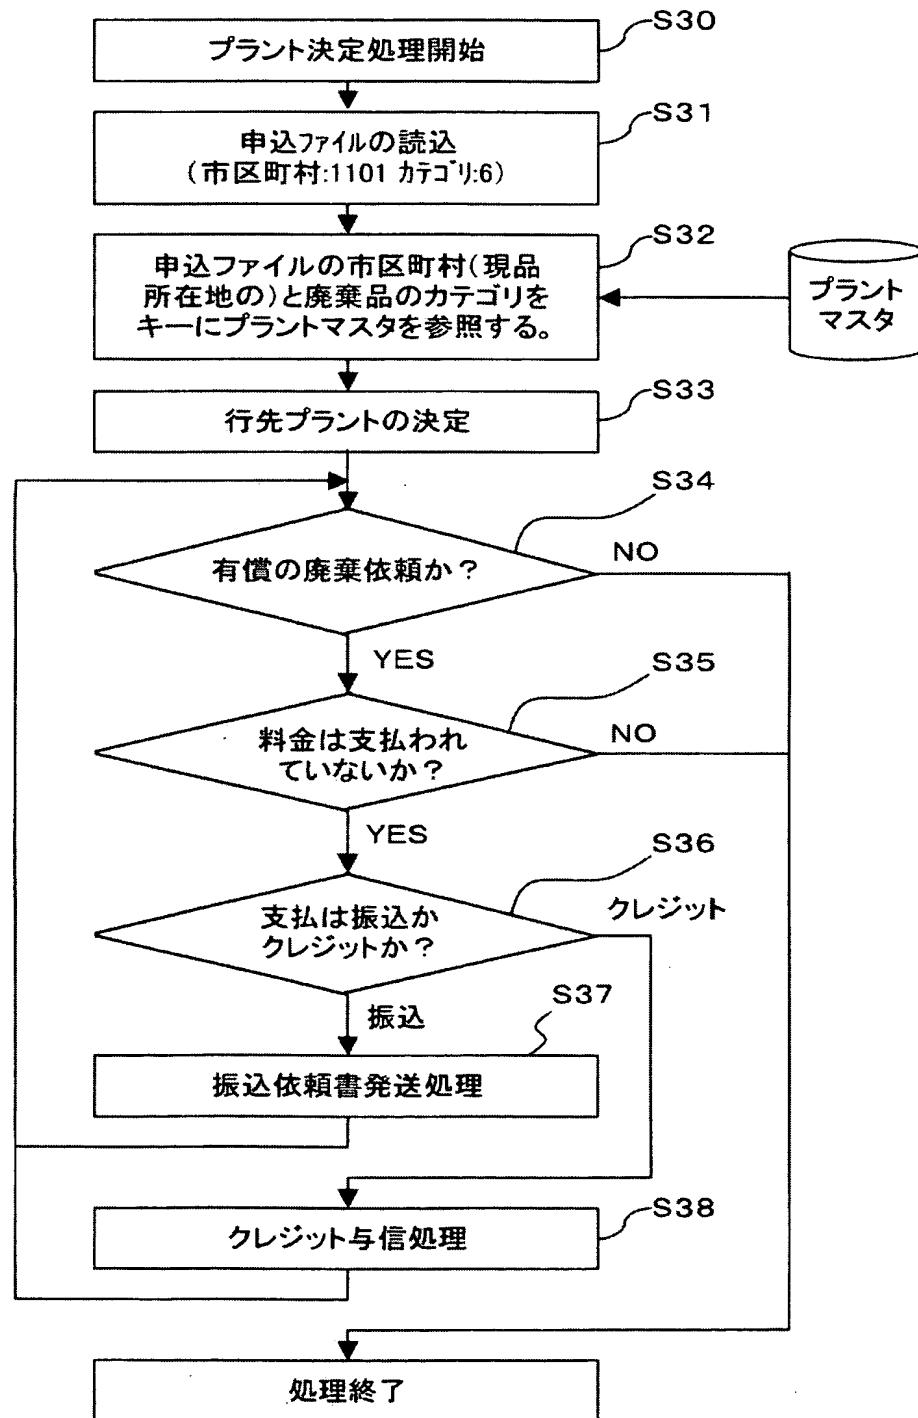 プラント決定処理開始
S30
申込ファイルの読込
(市区町村:1101 ｶﾃｺﾞﾘ:6)
S31
申込ファイルの市区町村(現品
所在地の)と廃棄品のカテゴリを
キーにプラントマスタを参照する。
S32
プラント
マスタ
行先プラントの決定
S33
有償の廃棄依頼か？
S34
NO
YES
料金は支払われ
ていないか？
S35
NO
YES
支払は振込か
クレジットか？
S36
クレジット
振込
振込依頼書発送処理
S37
クレジット与信処理
S38
処理終了